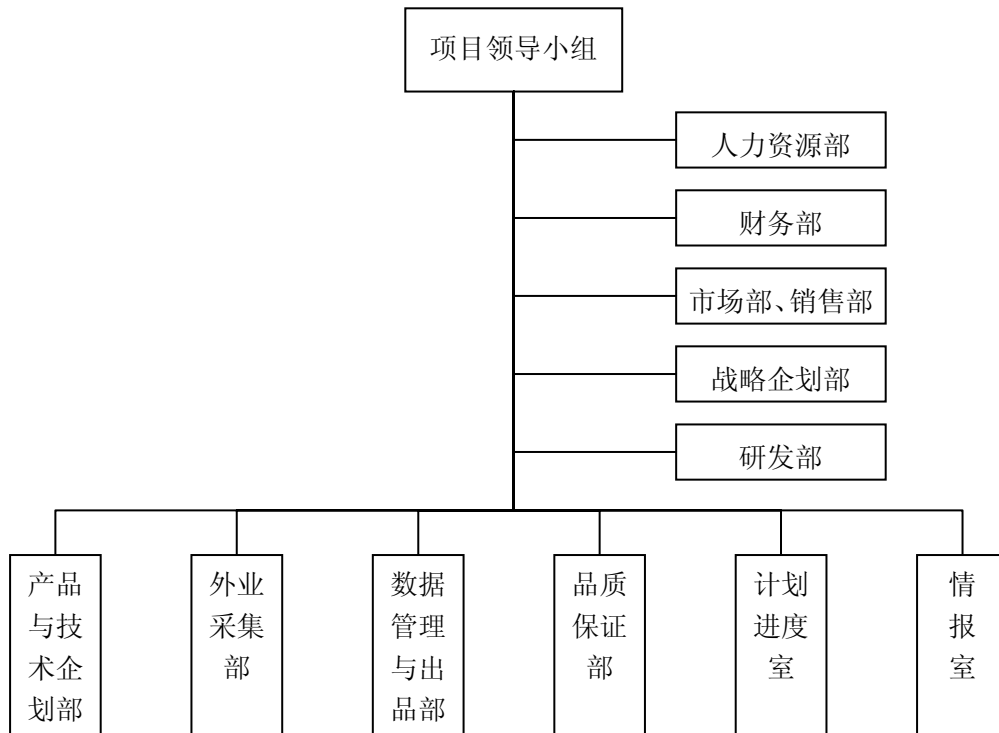 项目领导小组
人力资源部
财务部
市场部、销售部
战略企划部
研发部
产品
与技
术企
划部
外业
采集
部
数据
管理
与出
品部
品质
保证
部
计划
进度
室
情
报
室